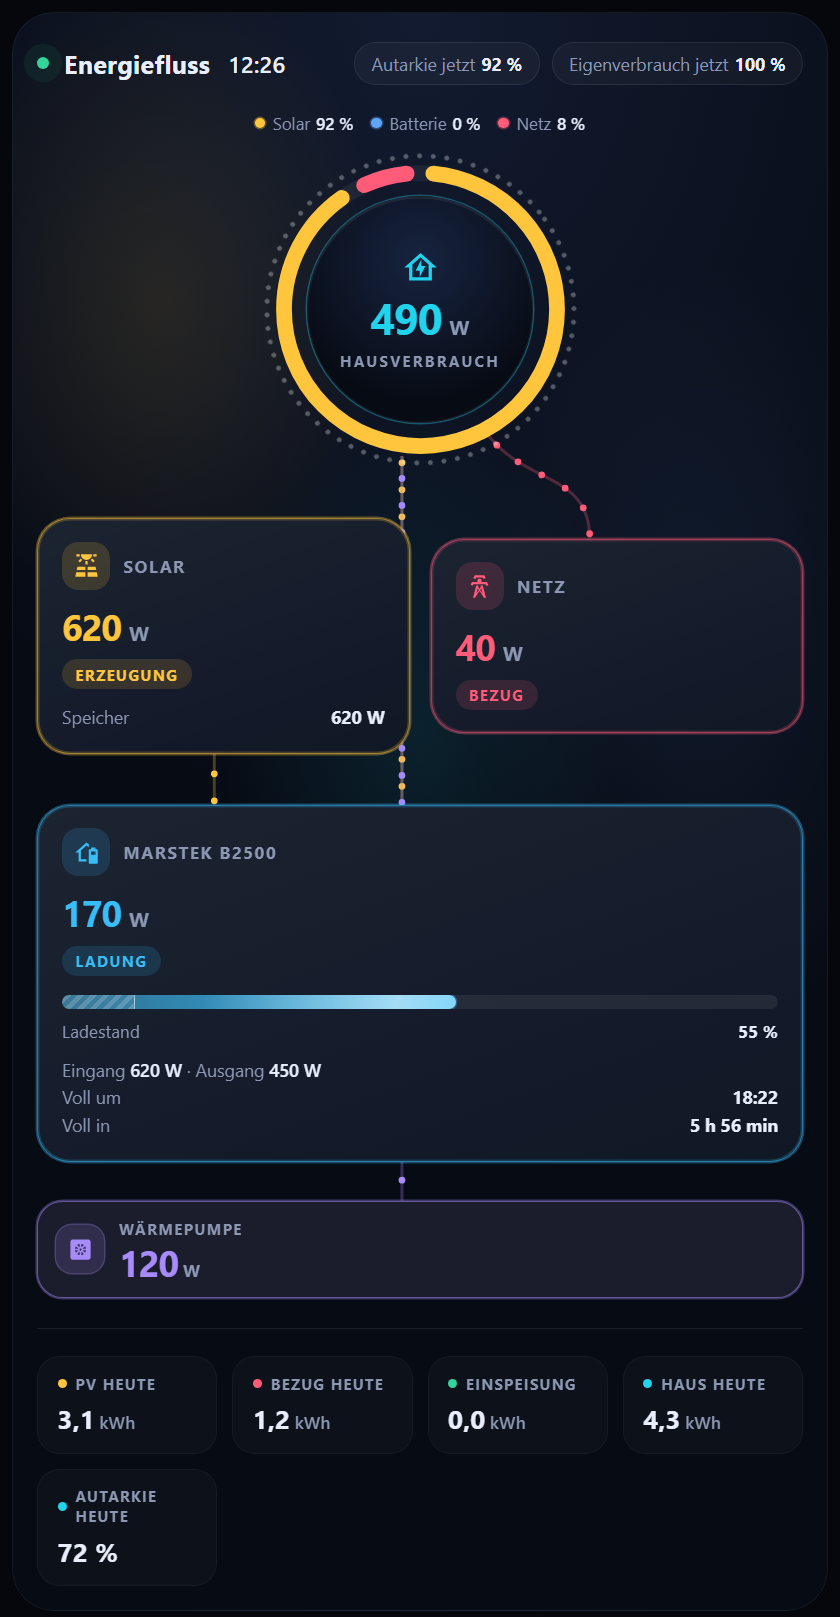 Energiefluss 12:26
Autarkie jetzt 92 %
Eigenverbrauch jetzt 100 %
Solar 92 % Batterie 0 % Netz 8 %
490 W
HAUSVERBRAUCH
SOLAR
620 W
ERZEUGUNG
Speicher 620 W
NETZ
40 W
BEZUG
MARSTEK B2500
170 W
LADUNG
Ladestand 55 %
Eingang 620 W · Ausgang 450 W
Voll um 18:22
Voll in 5 h 56 min
WÄRMEPUMPE
120 W
PV HEUTE
3,1 kWh
BEZUG HEUTE
1,2 kWh
EINSPEISUNG
0,0 kWh
HAUS HEUTE
4,3 kWh
AUTARKIE
HEUTE
72 %